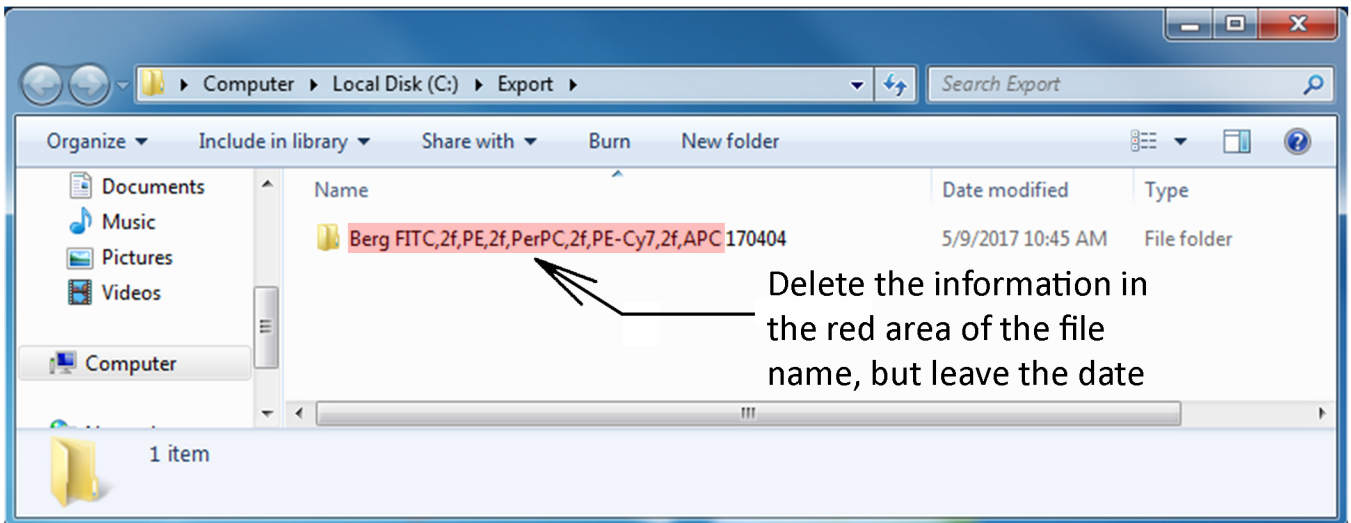 Computer ▸ Local Disk (C:) ▸ Export ▸
Search Export
Organize Include in library Share with Burn New folder
Documents
Music
Pictures
Videos
Computer
Name Date modified Type
Berg FITC,2f,PE,2f,PerPC,2f,PE-Cy7,2f,APC 170404 5/9/2017 10:45 AM File folder
Delete the information in
the red area of the file
name, but leave the date
1 item